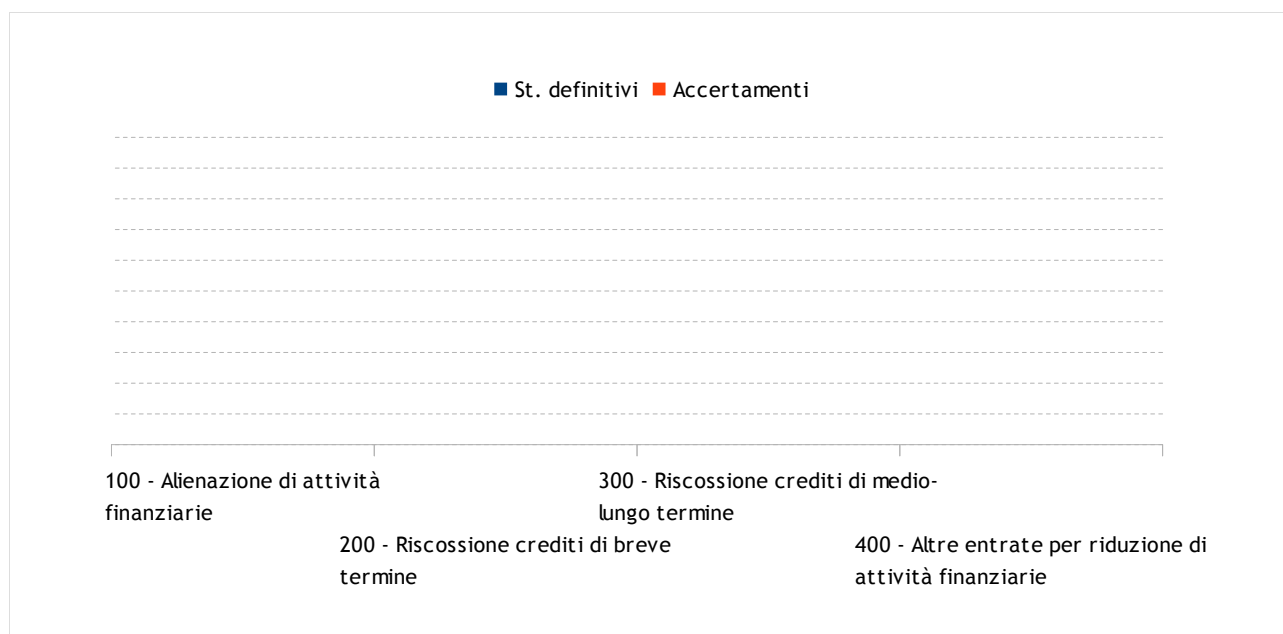 St. definitivi Accertamenti
100 - Alienazione di attività
finanziarie
200 - Riscossione crediti di breve
termine
300 - Riscossione crediti di medio-
lungo termine
400 - Altre entrate per riduzione di
attività finanziarie